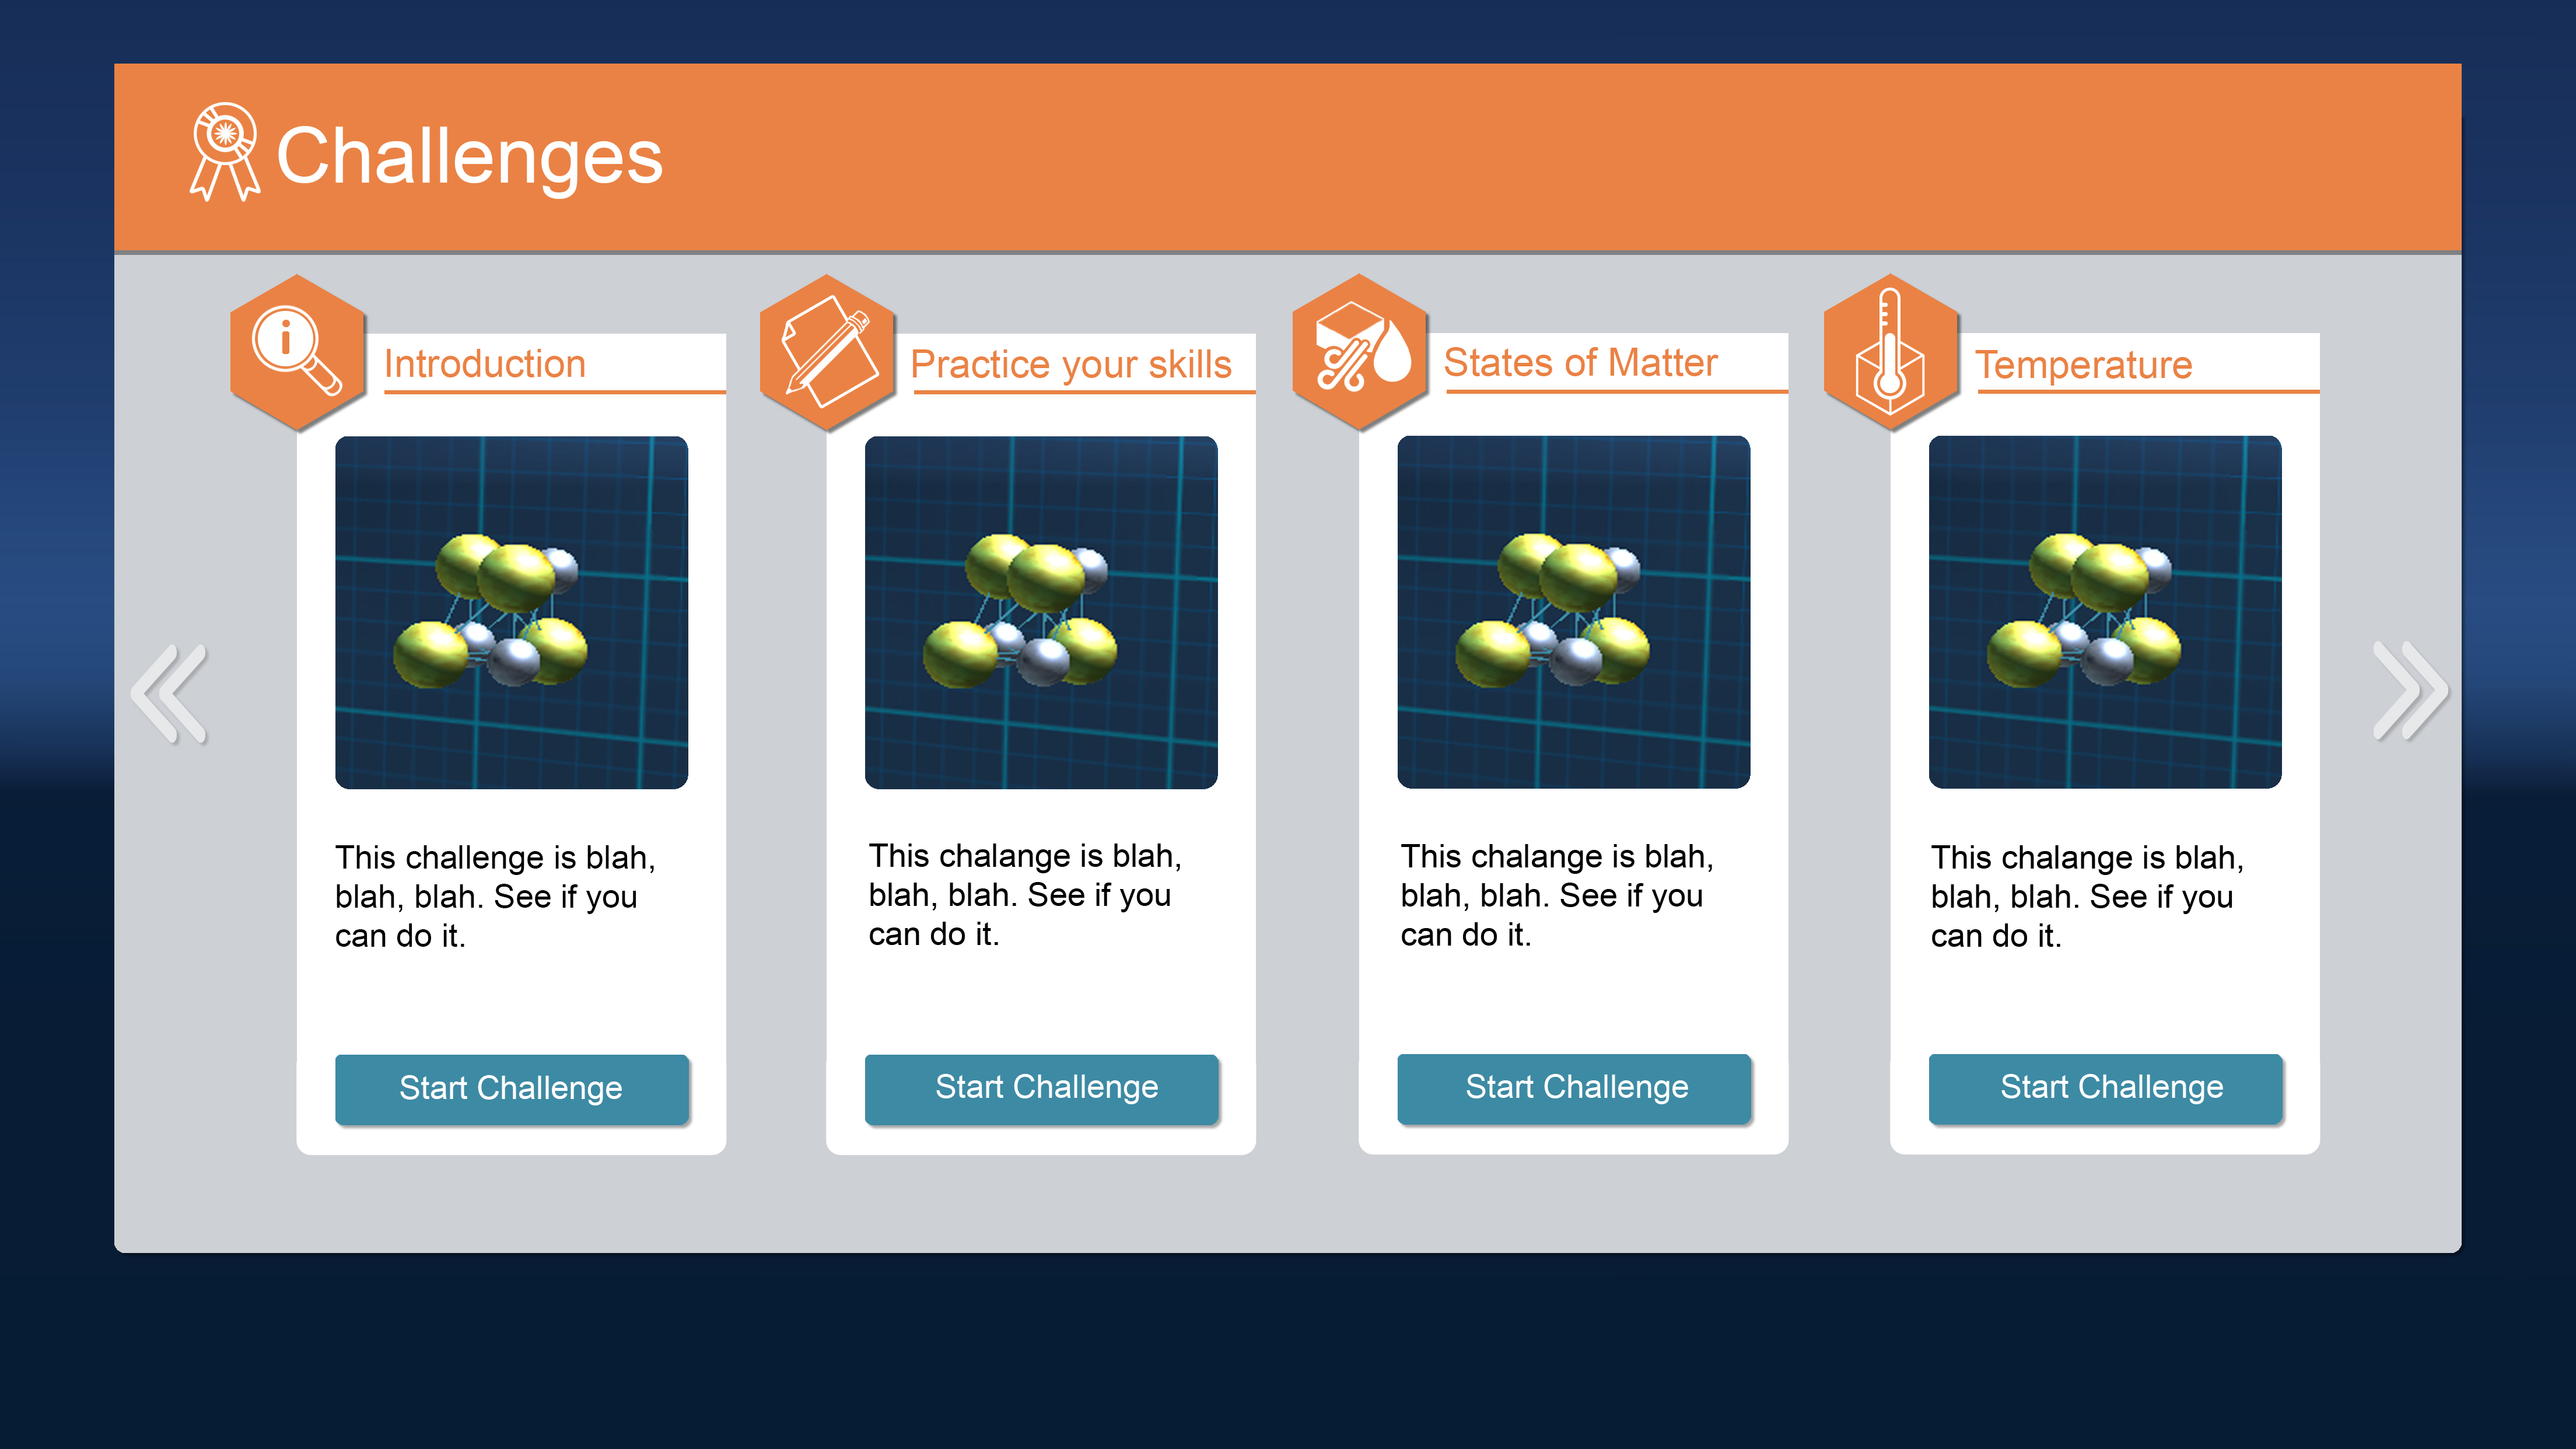 Challenges
Introduction
This challenge is blah,
blah, blah. See if you
can do it.
Start Challenge
Practice your skills
This chalange is blah,
blah, blah. See if you
can do it.
Start Challenge
States of Matter
This chalange is blah,
blah, blah. See if you
can do it.
Start Challenge
Temperature
This chalange is blah,
blah, blah. See if you
can do it.
Start Challenge